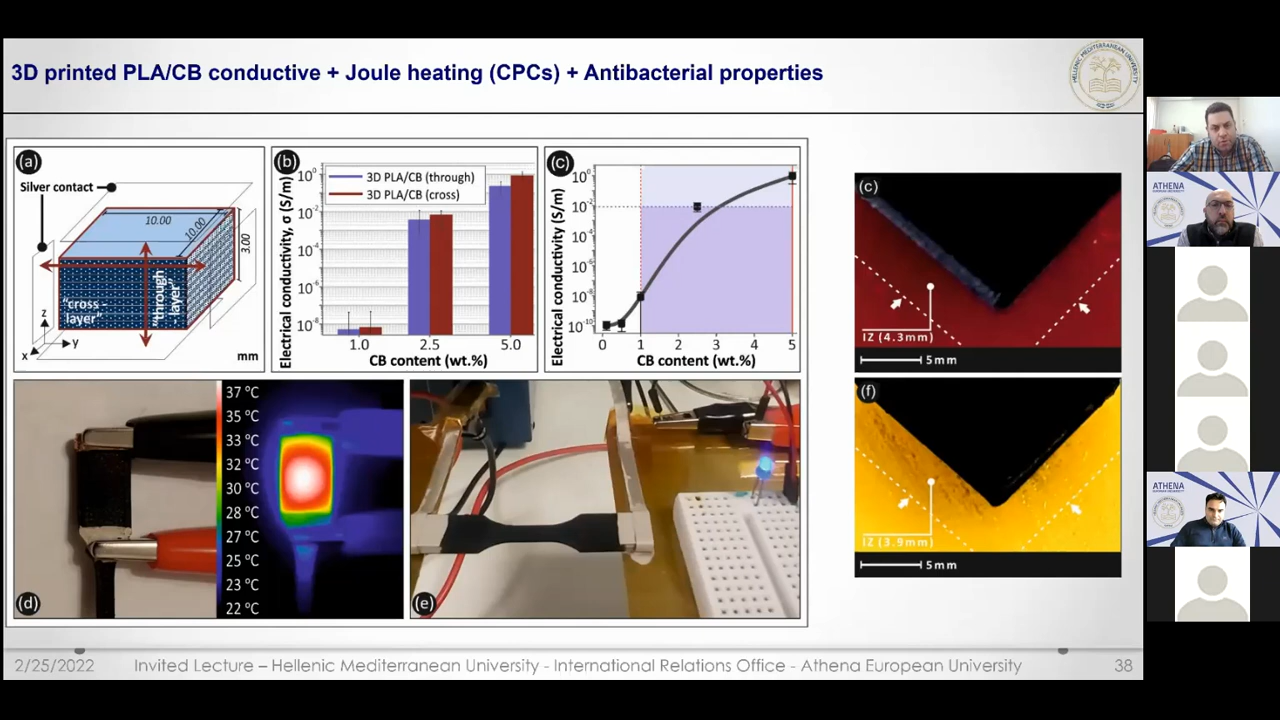 3D printed PLA/CB conductive + Joule heating (CPCs) + Antibacterial properties
HELLENIC MEDITERRANEAN UNIVERSITY
(a)
Silver contact
10.00
10.00
3.00
"cross-
layer"
"through
layer"
z
x
y
mm
(b)
Electrical conductivity, σ (S/m)
3D PLA/CB (through)
3D PLA/CB (cross)
10⁰
10⁻²
10⁻⁴
10⁻⁶
10⁻⁸
1.0
2.5
5.0
CB content (wt.%)
(c)
Electrical conductivity (S/m)
10⁰
10⁻²
10⁻⁴
10⁻⁶
10⁻⁸
10⁻¹⁰
0
1
2
3
4
5
CB content (wt.%)
(d)
37 °C
35 °C
33 °C
32 °C
30 °C
28 °C
27 °C
25 °C
23 °C
22 °C
(e)
(c)
IZ (4.3mm)
5mm
(f)
IZ (3.9mm)
5mm
ATHENA
ATHENA
2/25/2022
Invited Lecture – Hellenic Mediterranean University - International Relations Office - Athena European University
38